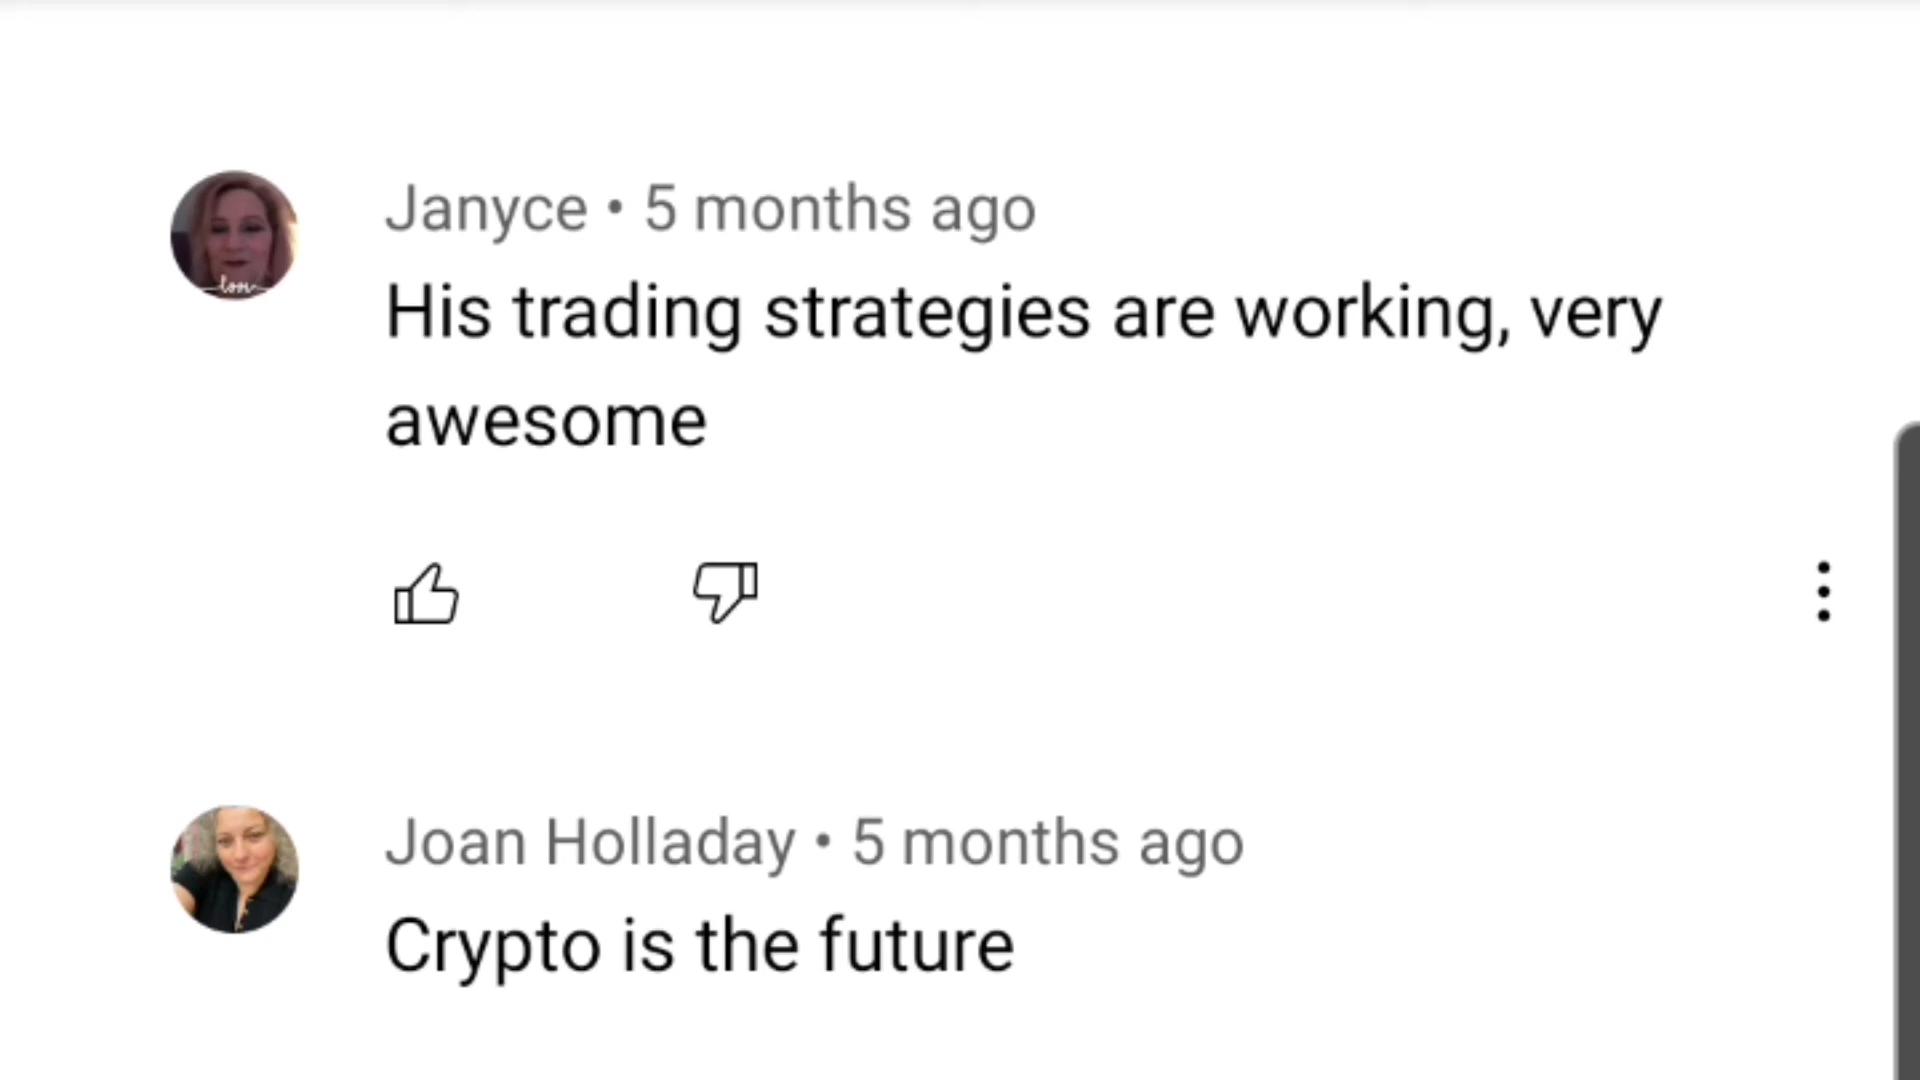 Janyce • 5 months ago
His trading strategies are working, very
awesome
Joan Holladay • 5 months ago
Crypto is the future